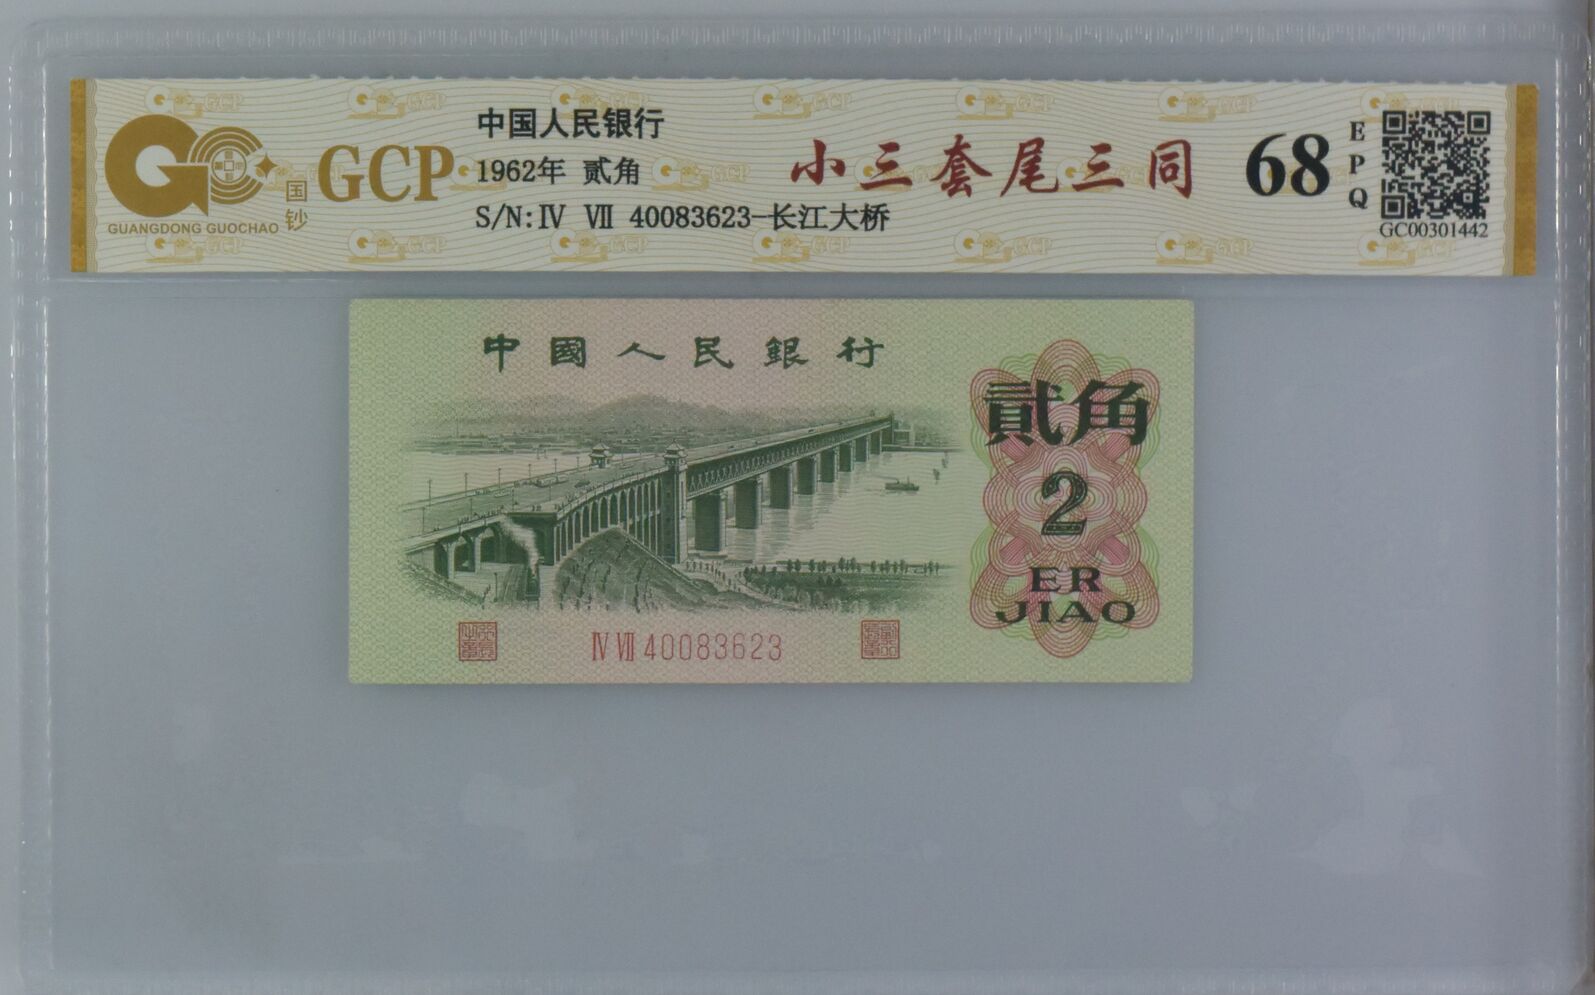 GCP
国钞
GUANGDONG GUOCHAO
中国人民银行
1962年 贰角
S/N:Ⅳ Ⅶ 40083623-长江大桥
小三套尾三同
68
EPQ
GC00301442
中國人民銀行
貳角
2
ER
JIAO
Ⅳ Ⅶ 40083623